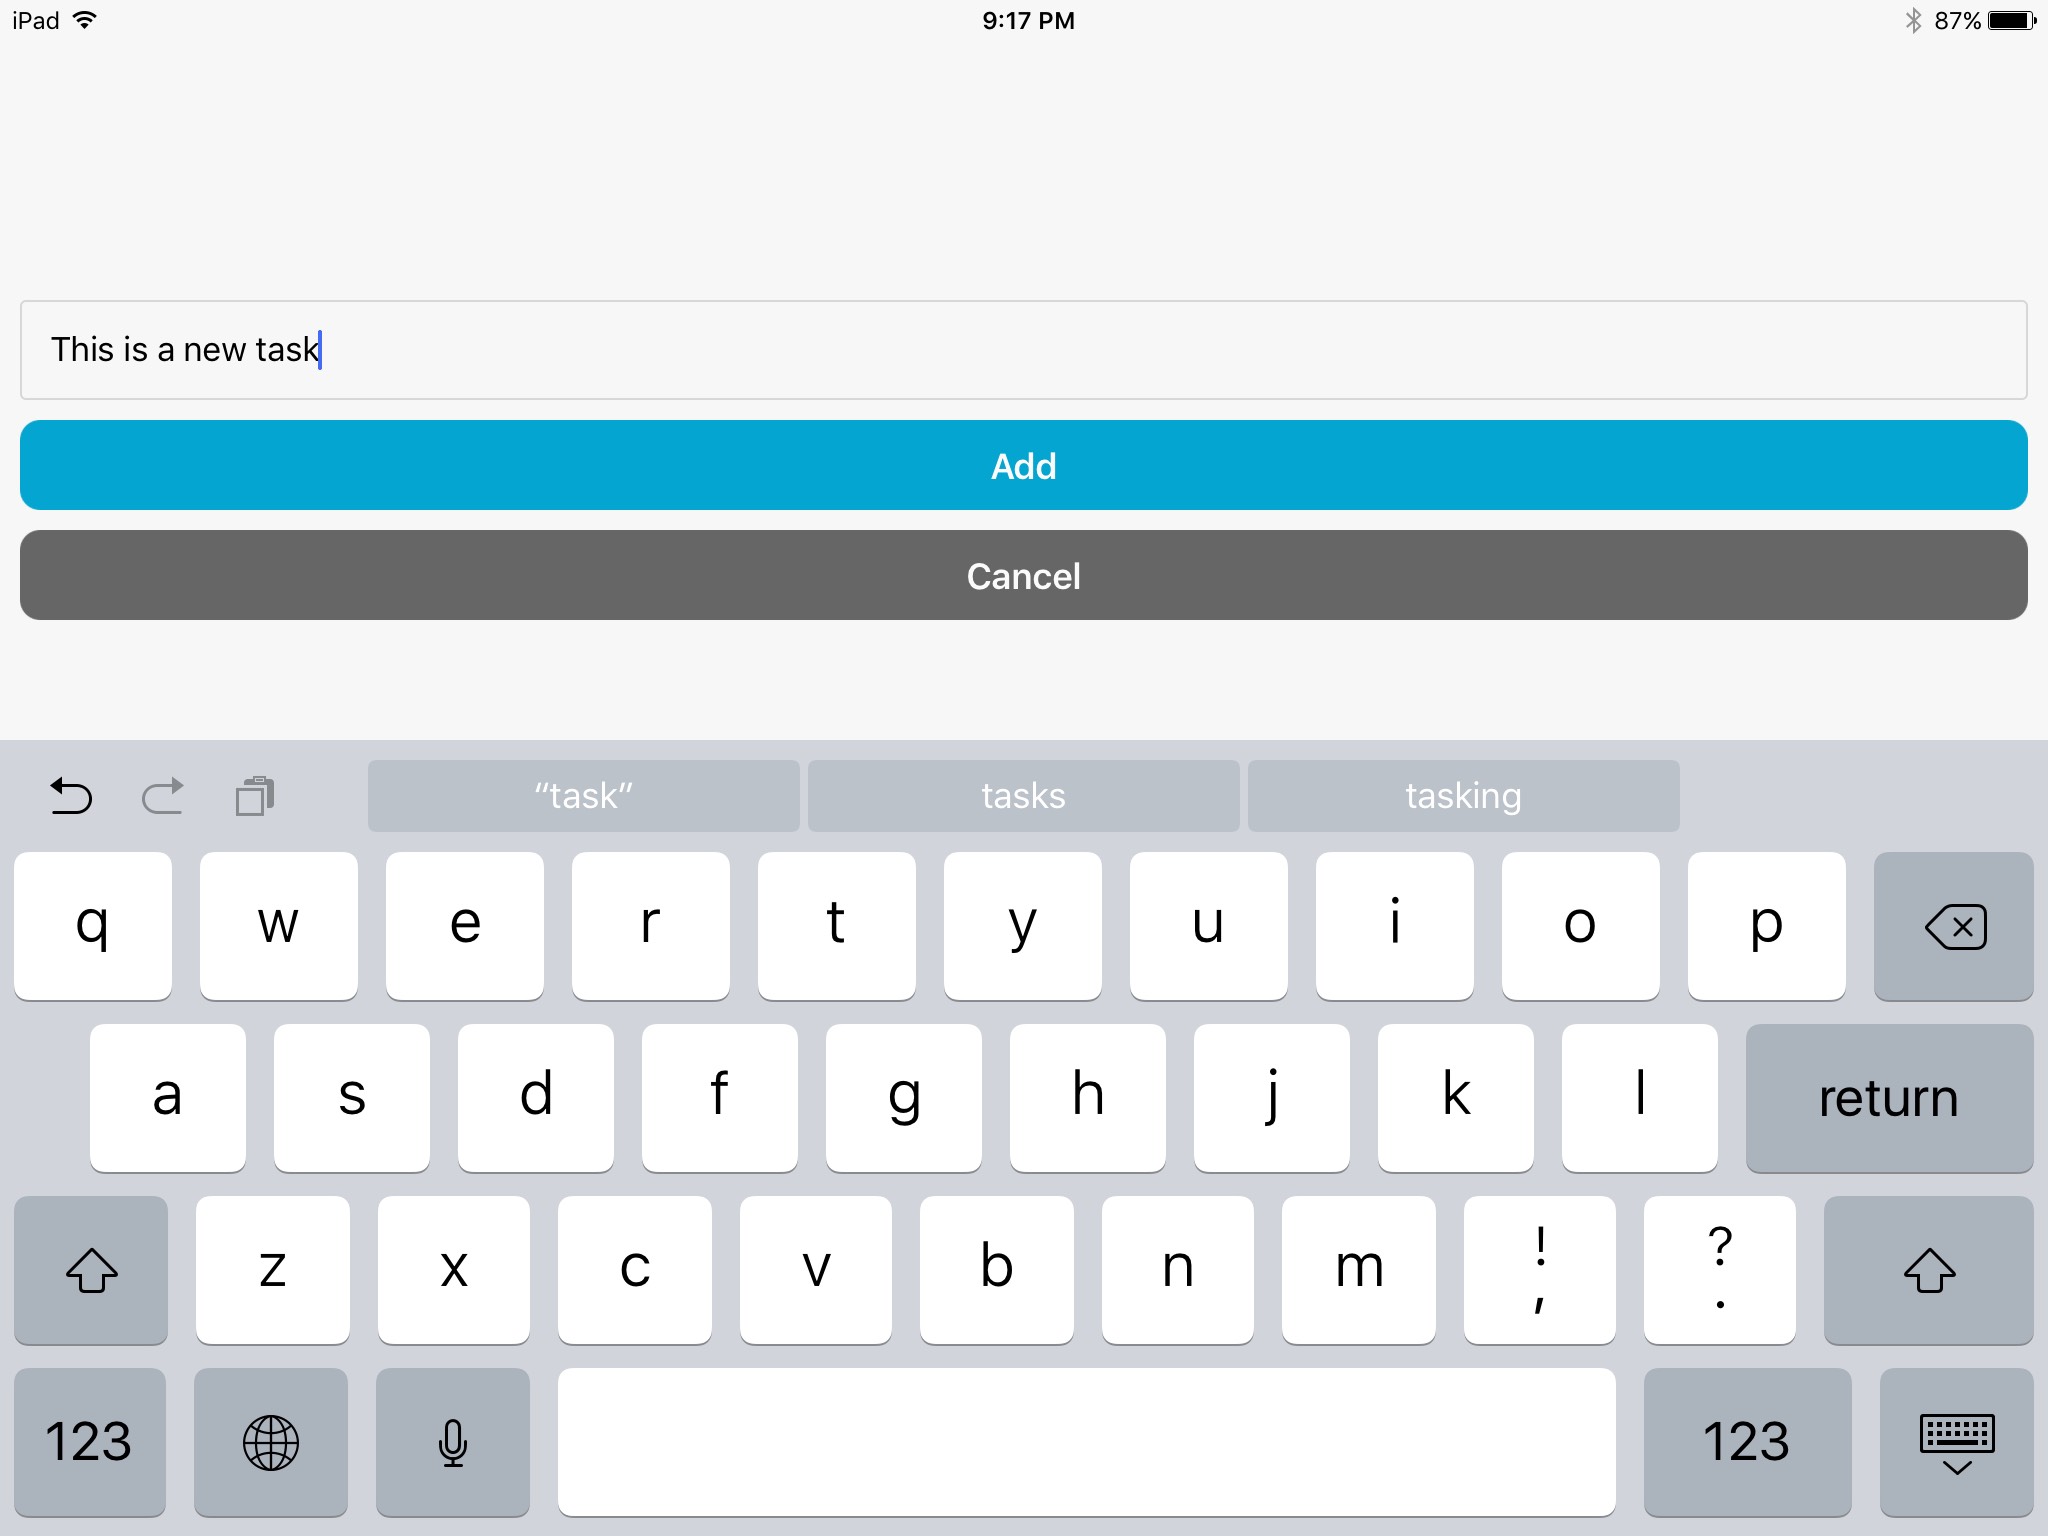 iPad 9:17 PM 87%
This is a new task
Add
Cancel
“task” tasks tasking
q w e r t y u i o p
a s d f g h j k l return
z x c v b n m ! ?
, .
123 123